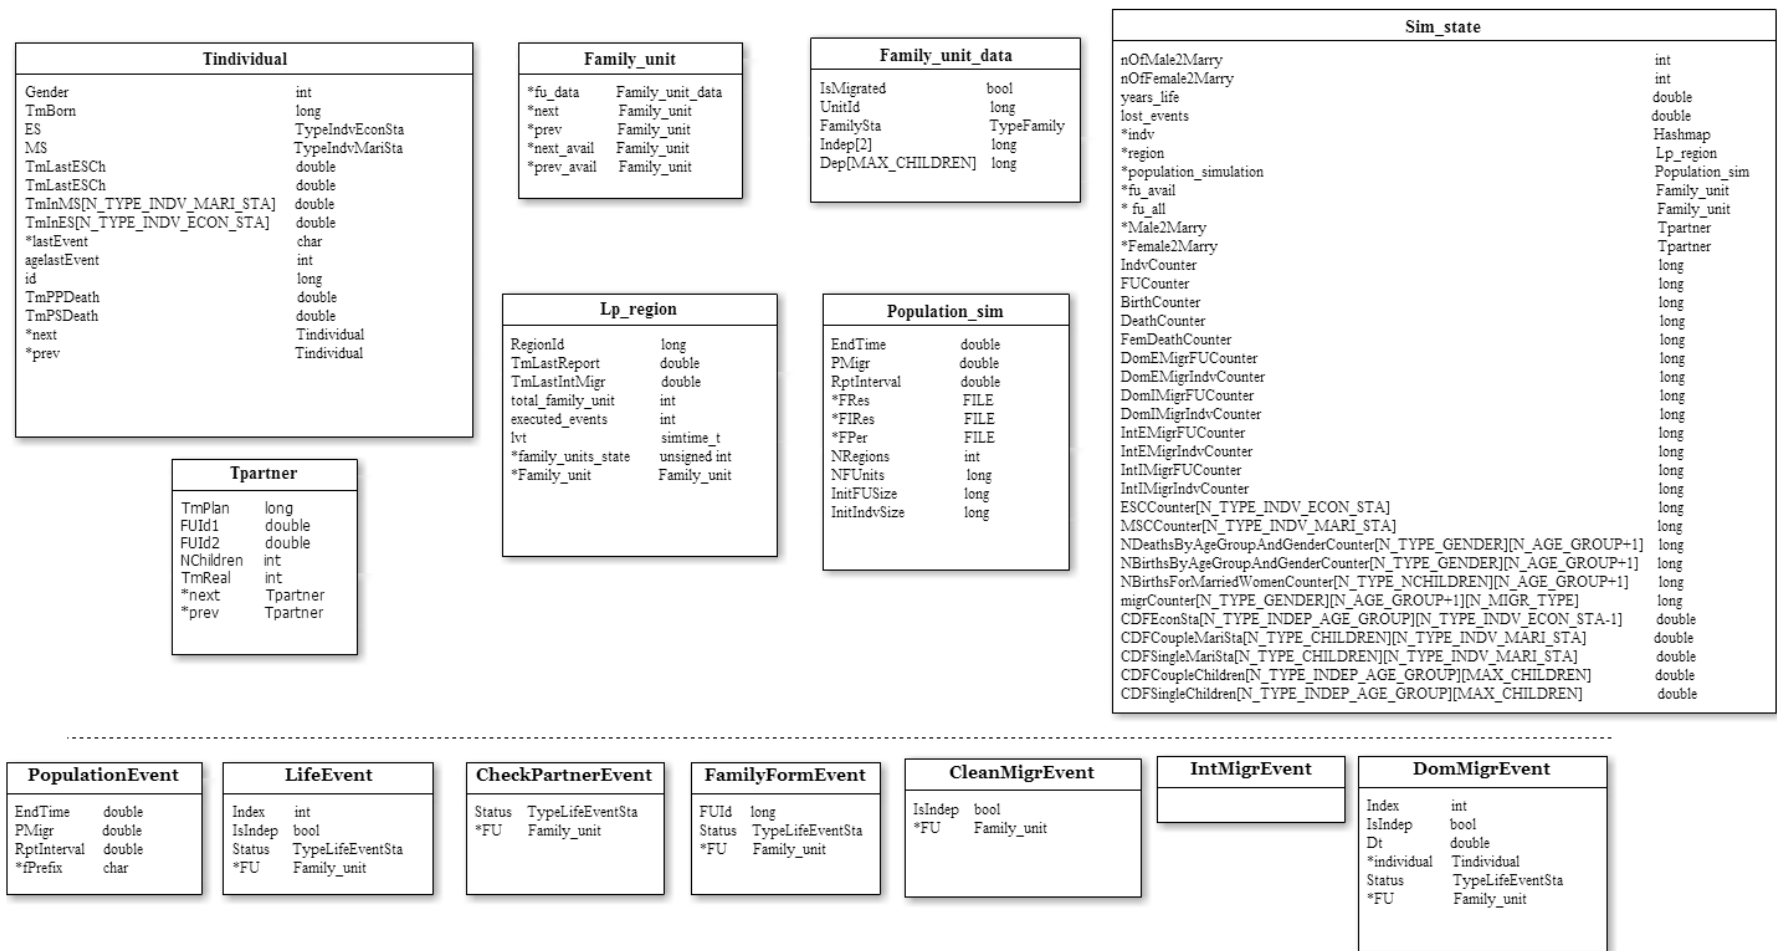 Tindividual
Gender int
TmBorn long
ES TypeIndvEconSta
MS TypeIndvMariSta
TmLastESCh double
TmLastESCh double
TmInMS[N_TYPE_INDV_MARI_STA] double
TmInES[N_TYPE_INDV_ECON_STA] double
*lastEvent char
agelastEvent int
id long
TmPPDeath double
TmPSDeath double
*next Tindividual
*prev Tindividual
Family_unit
*fu_data Family_unit_data
*next Family_unit
*prev Family_unit
*next_avail Family_unit
*prev_avail Family_unit
Family_unit_data
IsMigrated bool
UnitId long
FamilySta TypeFamily
Indep[2] long
Dep[MAX_CHILDREN] long
Sim_state
nOfMale2Marry int
nOfFemale2Marry int
years_life double
lost_events double
*indv Hashmap
*region Lp_region
*population_simulation Population_sim
*fu_avail Family_unit
* fu_all Family_unit
*Male2Marry Tpartner
*Female2Marry Tpartner
IndvCounter long
FUCounter long
BirthCounter long
DeathCounter long
FemDeathCounter long
DomEMigrFUCounter long
DomEMigrIndvCounter long
DomIMigrFUCounter long
DomIMigrIndvCounter long
IntEMigrFUCounter long
IntEMigrIndvCounter long
IntIMigrFUCounter long
IntIMigrIndvCounter long
ESCCounter[N_TYPE_INDV_ECON_STA] long
MSCCounter[N_TYPE_INDV_MARI_STA] long
NDeathsByAgeGroupAndGenderCounter[N_TYPE_GENDER][N_AGE_GROUP+1] long
NBirthsByAgeGroupAndGenderCounter[N_TYPE_GENDER][N_AGE_GROUP+1] long
NBirthsForMarriedWomenCounter[N_TYPE_NCHILDREN][N_AGE_GROUP+1] long
migrCounter[N_TYPE_GENDER][N_AGE_GROUP+1][N_MIGR_TYPE] long
CDFEconSta[N_TYPE_INDEP_AGE_GROUP][N_TYPE_INDV_ECON_STA-1] double
CDFCoupleMariSta[N_TYPE_CHILDREN][N_TYPE_INDV_MARI_STA] double
CDFSingleMariSta[N_TYPE_CHILDREN][N_TYPE_INDV_MARI_STA] double
CDFCoupleChildren[N_TYPE_INDEP_AGE_GROUP][MAX_CHILDREN] double
CDFSingleChildren[N_TYPE_INDEP_AGE_GROUP][MAX_CHILDREN] double
Lp_region
RegionId long
TmLastReport double
TmLastIntMigr double
total_family_unit int
executed_events int
lvt simtime_t
*family_units_state unsigned int
*Family_unit Family_unit
Population_sim
EndTime double
PMigr double
RptInterval double
*FRes FILE
*FIRes FILE
*FPer FILE
NRegions int
NFUnits long
InitFUSize long
InitIndvSize long
Tpartner
TmPlan long
FUId1 double
FUId2 double
NChildren int
TmReal int
*next Tpartner
*prev Tpartner
PopulationEvent
EndTime double
PMigr double
RptInterval double
*fPrefix char
LifeEvent
Index int
IsIndep bool
Status TypeLifeEventSta
*FU Family_unit
CheckPartnerEvent
Status TypeLifeEventSta
*FU Family_unit
FamilyFormEvent
FUId long
Status TypeLifeEventSta
*FU Family_unit
CleanMigrEvent
IsIndep bool
*FU Family_unit
IntMigrEvent
DomMigrEvent
Index int
IsIndep bool
Dt double
*individual Tindividual
Status TypeLifeEventSta
*FU Family_unit